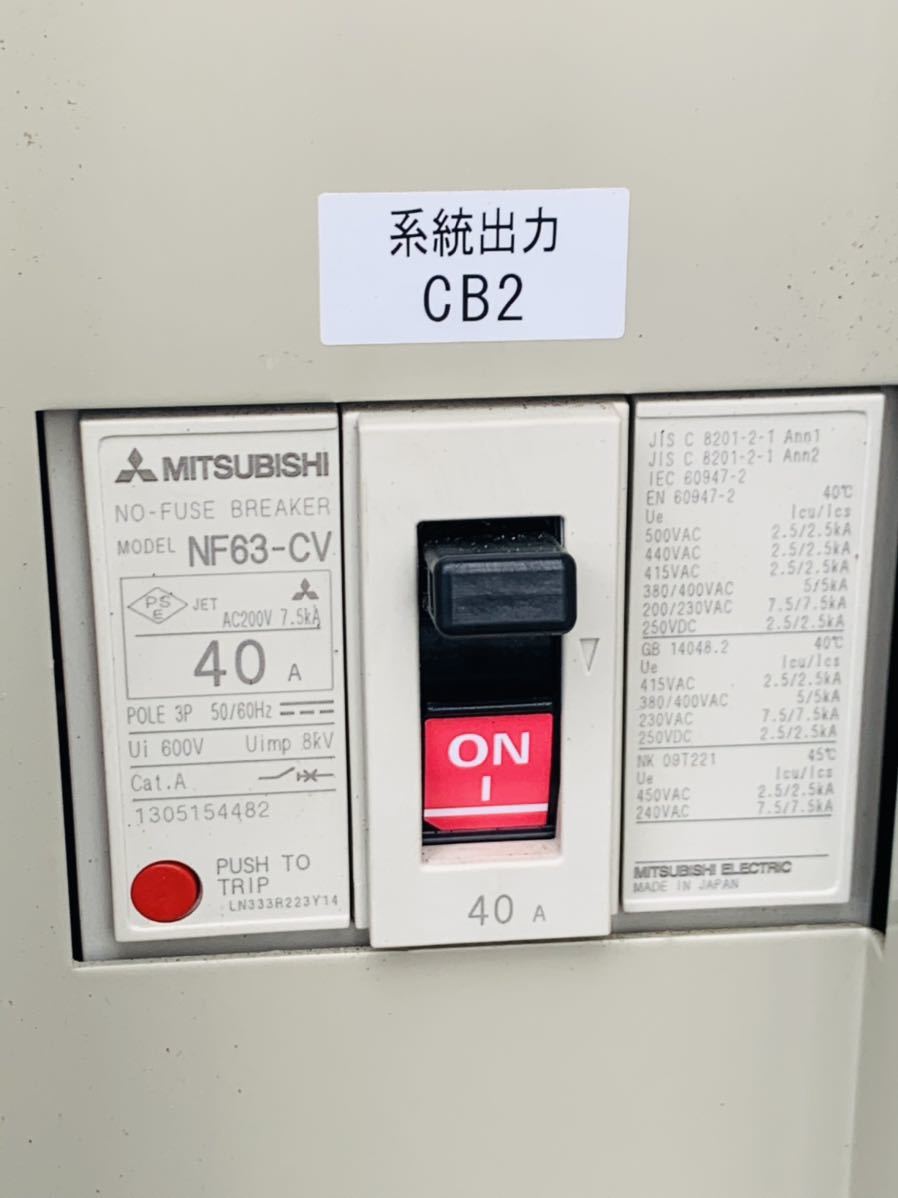 系統出力
CB2
MITSUBISHI
NO-FUSE BREAKER
MODEL NF63-CV
PS E JET
AC200V 7.5kA
40 A
POLE 3P 50/60Hz
Ui 600V Uimp 8kV
Cat.A
1305154482
PUSH TO
TRIP
LN333R223Y14
ON
I
40 A
JIS C 8201-2-1 Ann1
JIS C 8201-2-1 Ann2
IEC 60947-2
EN 60947-2 40℃
Ue Icu/Ics
500VAC 2.5/2.5kA
440VAC 2.5/2.5kA
415VAC 2.5/2.5kA
380/400VAC 5/5kA
200/230VAC 7.5/7.5kA
250VDC 2.5/2.5kA
GB 14048.2 40℃
Ue Icu/Ics
415VAC 2.5/2.5kA
380/400VAC 5/5kA
230VAC 7.5/7.5kA
250VDC 2.5/2.5kA
NK 09T221 45℃
Ue Icu/Ics
450VAC 2.5/2.5kA
240VAC 7.5/7.5kA
MITSUBISHI ELECTRIC
MADE IN JAPAN